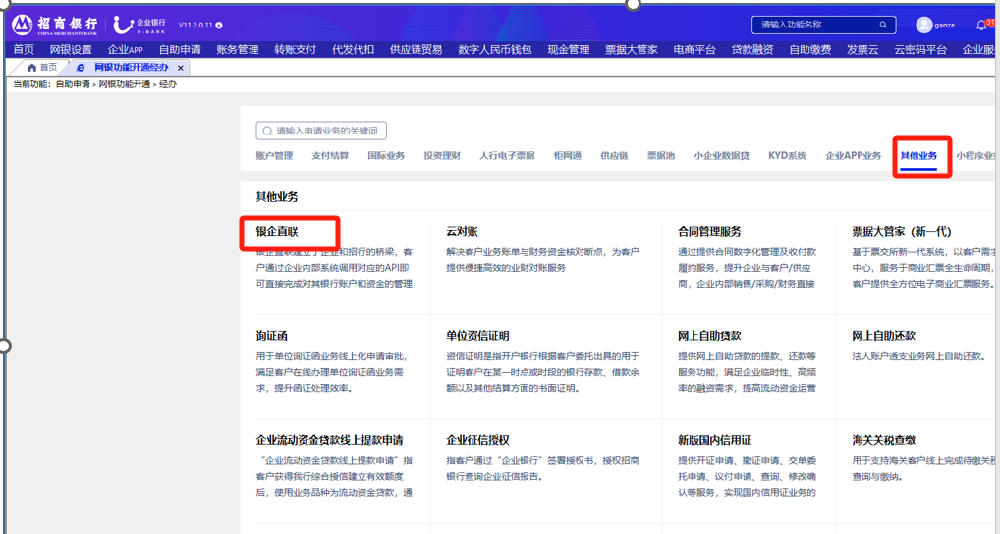 招商银行 企业银行 V11.2.0.11 请输入功能名称 ganze 31
CHINA MERCHANTS BANK U-BANK
首页 网银设置 企业APP 自助申请 账务管理 转账支付 代发代扣 供应链贸易 数字人民币钱包 现金管理 票据大管家 电商平台 贷款融资 自助缴费 发票云 云密码平台 企业服
首页 网银功能开通经办 ×
当前功能: 自助申请 > 网银功能开通 > 经办
请输入申请业务的关键词
账户管理 支付结算 国际业务 投资理财 人行电子票据 柜网通 供应链 票据池 小企业数据贷 KYD系统 企业APP业务 其他业务 小程序业
其他业务
银企直联 云对账 合同管理服务 票据大管家（新一代）
银企直联建立了企业和招行的桥梁，客 解决客户业务账单与财务资金核对断点，为客户 通过提供合同数字化管理及收付款 基于票交所新一代系统，以客户需求
户通过企业内部系统调用对应的API即 提供便捷高效的业财对账服务 履约服务，提升企业与客户/供应 中心，服务于商业汇票全生命周期，
可直接完成对其银行账户和资金的管理 商，企业内部销售/采购/财务直接 客户提供全方位电子商业汇票服务。
询证函 单位资信证明 网上自助贷款 网上自助还款
用于单位询证函业务线上化申请审批， 资信证明是指开户银行根据客户委托出具的用于 提供网上自助贷款的提款、还款等 法人账户透支业务网上自助还款。
满足客户在线办理单位询证函业务需 证明客户在某一时点或时段的银行存款、借款余 服务功能，满足企业临时性、高频
求，提升函证处理效率。 额以及其他结算方面的书面证明。 率的融资需求，提高流动资金运营
企业流动资金贷款线上提款申请 企业征信授权 新版国内信用证 海关关税查缴
“企业流动资金贷款线上提款申请”指 指客户通过“企业银行”签署授权书，授权招商 提供开证申请、撤证申请、交单委 用于支持海关客户线上完成待缴关税
客户获得我行综合授信建立有效额度 银行查询企业征信报告。 托申请、议付申请、查询、修改确 查询与缴纳。
后，使用业务品种为流动资金贷款，通 认等服务，实现国内信用证业务的